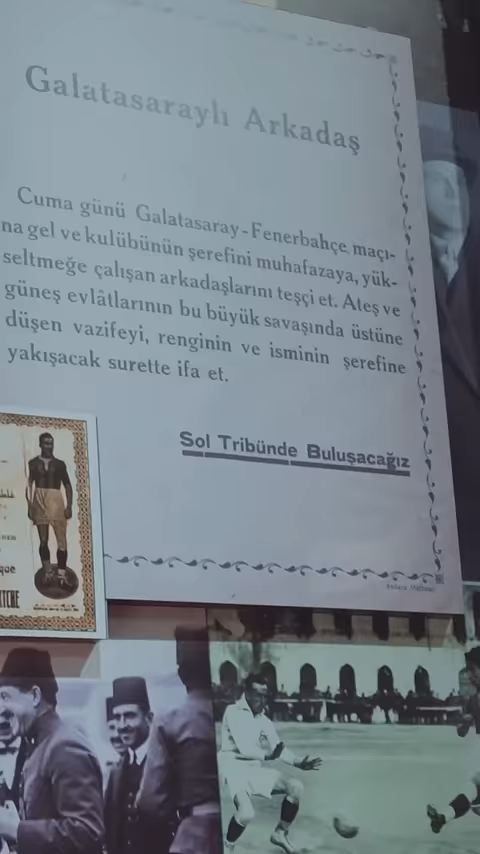 Galatasaraylı Arkadaş
Cuma günü Galatasaray-Fenerbahçe maçı-
na gel ve kulübünün şerefini muhafazaya, yük-
seltmeğe çalışan arkadaşlarını teşçi et. Ateş ve
güneş evlâtlarının bu büyük savaşında üstüne
düşen vazifeyi, renginin ve isminin şerefine
yakışacak surette ifa et.
Sol Tribünde Buluşacağız